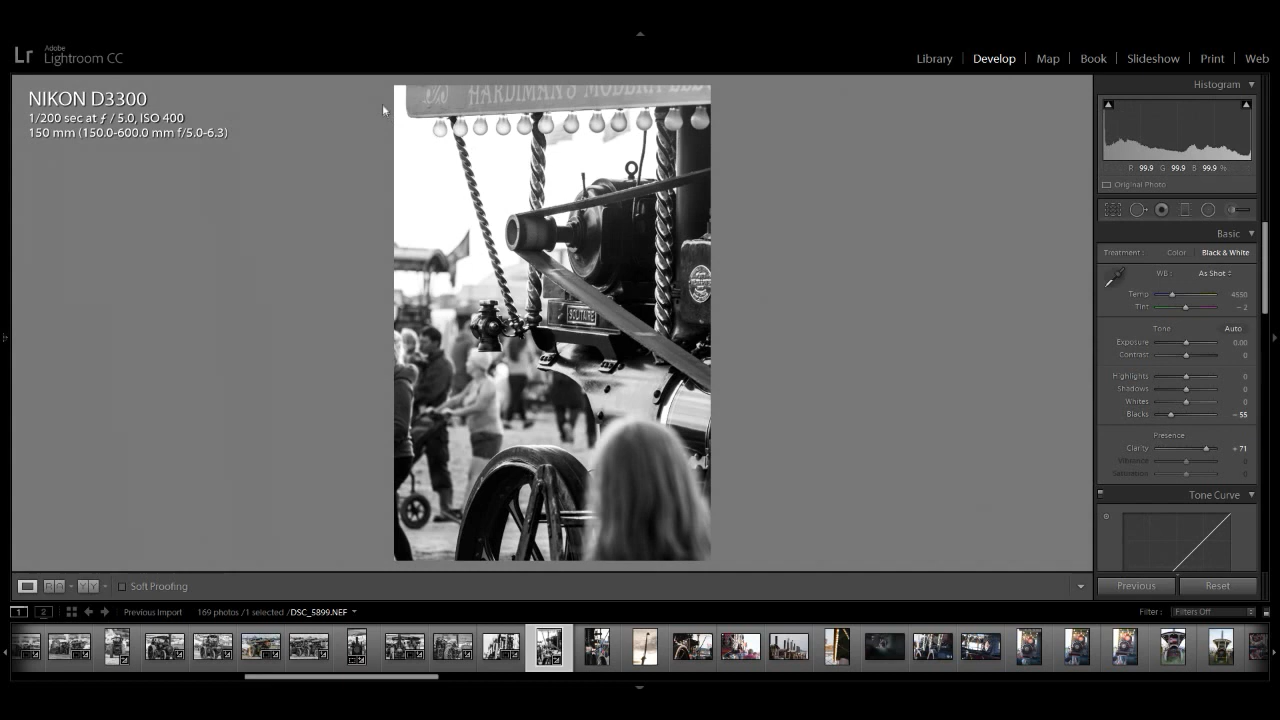 Lr
Adobe
Lightroom CC
Library | Develop | Map | Book | Slideshow | Print | Web
NIKON D3300
1/200 sec at ƒ / 5.0, ISO 400
150 mm (150.0-600.0 mm f/5.0-6.3)
HARDIMAN'S MODERN
SOLITAIRE
Histogram
R 99.9 G 99.9 B 99.9 %
Original Photo
Basic
Treatment : Color Black & White
WB : As Shot
Temp 4550
Tint - 2
Tone Auto
Exposure 0.00
Contrast 0
Highlights 0
Shadows 0
Whites 0
Blacks - 55
Presence
Clarity + 71
Vibrance 0
Saturation 0
Tone Curve
Previous Reset
Soft Proofing
1 2 Previous Import 169 photos / 1 selected / DSC_5899.NEF
Filter : Filters Off